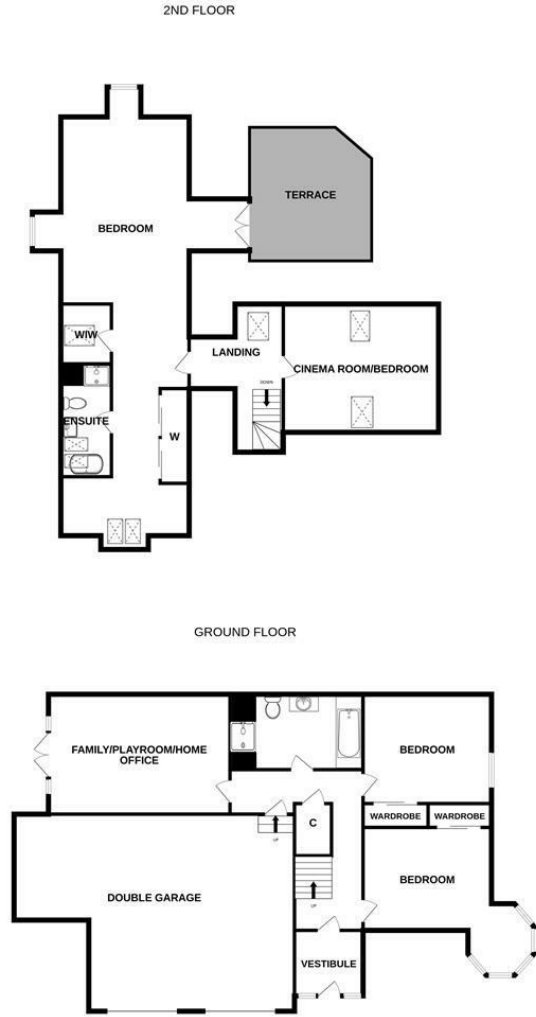 2ND FLOOR
TERRACE
BEDROOM
WIW
LANDING
CINEMA ROOM/BEDROOM
DOWN
ENSUITE
W
GROUND FLOOR
FAMILY/PLAYROOM/HOME
OFFICE
BEDROOM
WARDROBE
WARDROBE
C
UP
BEDROOM
DOUBLE GARAGE
UP
VESTIBULE